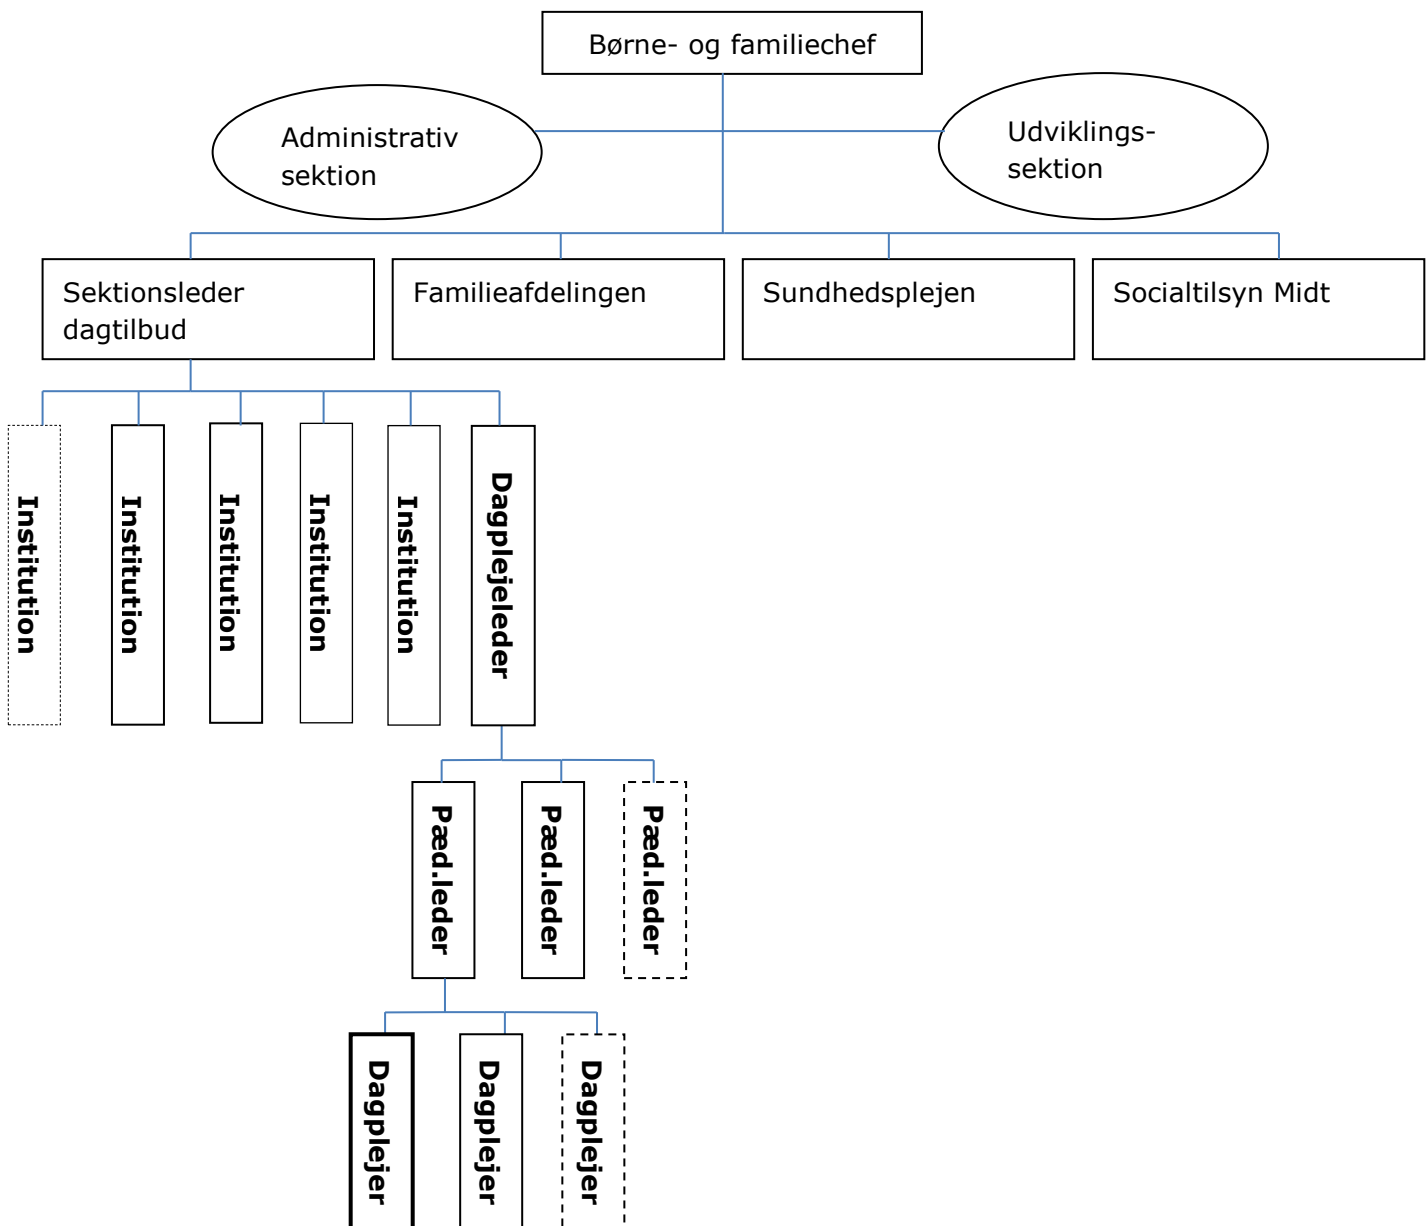 Børne- og familiechef
Administrativ
sektion
Udviklings-
sektion
Sektionsleder
dagtilbud
Familieafdelingen
Sundhedsplejen
Socialtilsyn Midt
Institution
Institution
Institution
Institution
Institution
Dagplejeleder
Pæd.leder
Pæd.leder
Pæd.leder
Dagplejer
Dagplejer
Dagplejer